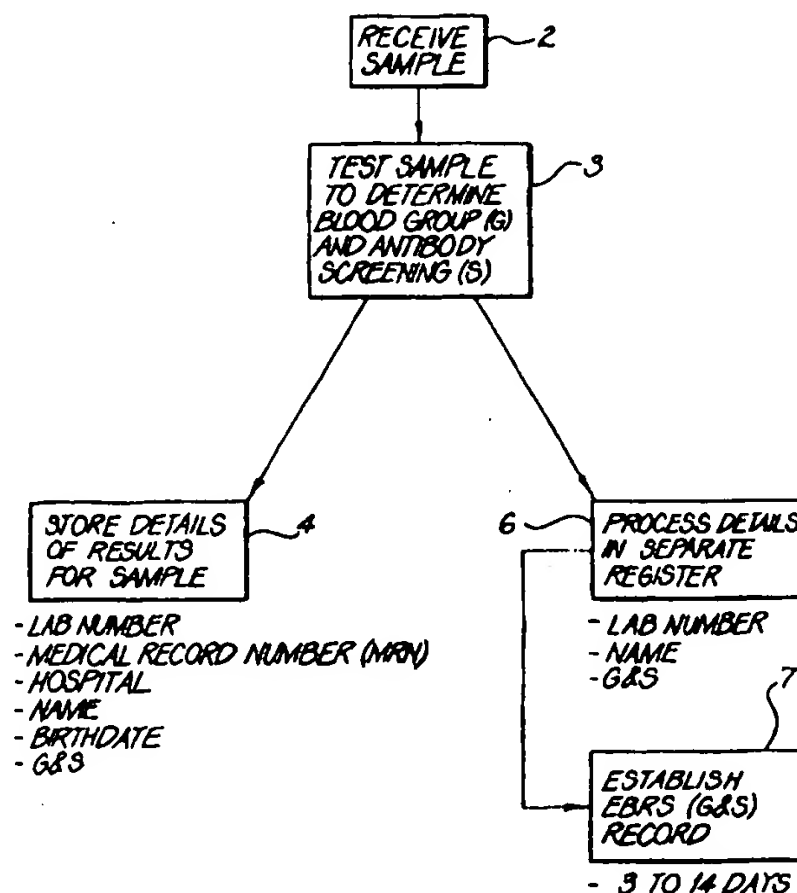 RECEIVE
SAMPLE
2
TEST SAMPLE
TO DETERMINE
BLOOD GROUP (G)
AND ANTIBODY
SCREENING (S)
3
STORE DETAILS
OF RESULTS
FOR SAMPLE
4
- LAB NUMBER
- MEDICAL RECORD NUMBER (MRN)
- HOSPITAL
- NAME
- BIRTHDATE
- G&S
6
PROCESS DETAILS
IN SEPARATE
REGISTER
- LAB NUMBER
- NAME
- G&S
7
ESTABLISH
EBRS (G&S)
RECORD
- 3 TO 14 DAYS